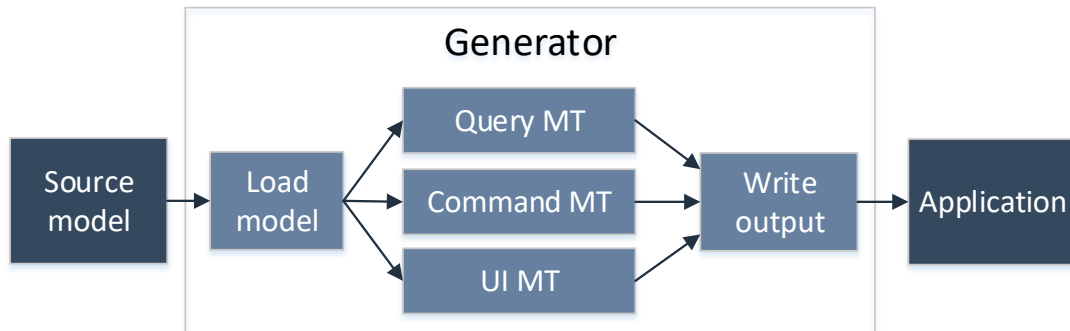 Generator
Source
model
Load
model
Query MT
Command MT
UI MT
Write
output
Application